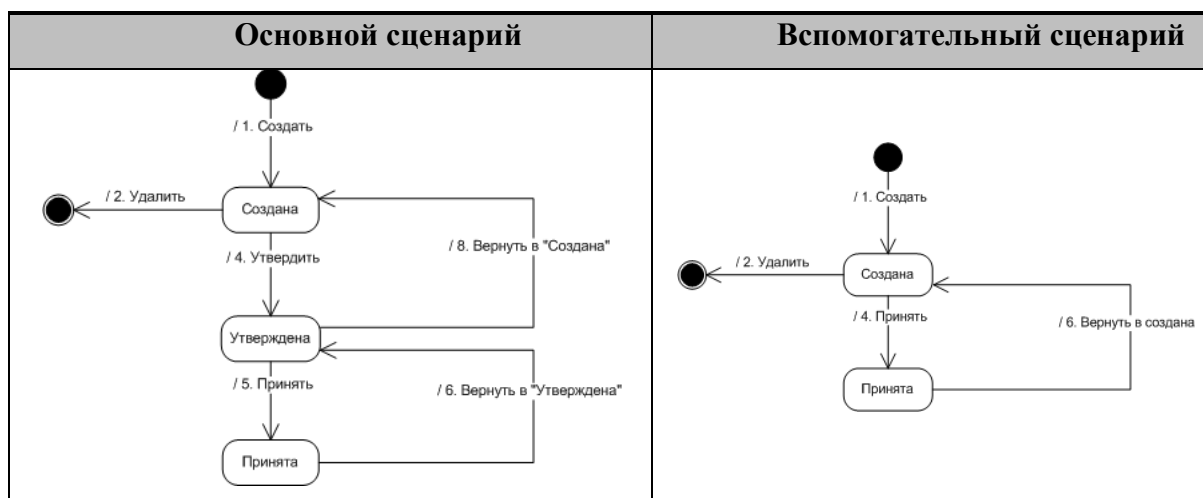 Основной сценарий
Вспомогательный сценарий
/ 1. Создать
/ 2. Удалить
Создана
/ 8. Вернуть в "Создана"
/ 4. Утвердить
Утверждена
/ 5. Принять
/ 6. Вернуть в "Утверждена"
Принята
/ 1. Создать
/ 2. Удалить
Создана
/ 4. Принять
/ 6. Вернуть в создана
Принята